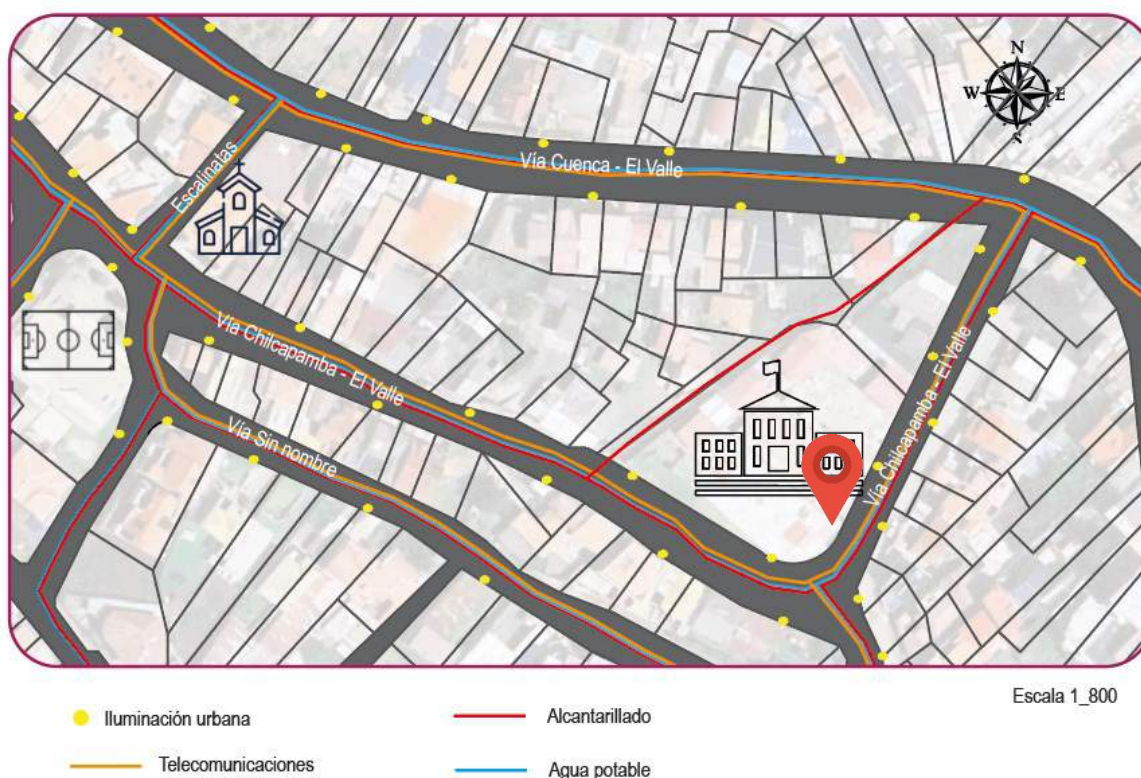 N
W E
S
Vía Cuenca - El Valle
Escalinatas
Vía Chilcapamba - El Valle
Vía Chilcapamba - El Valle
Vía Sin nombre
Escala 1_800
Iluminación urbana
Alcantarillado
Telecomunicaciones
Agua potable